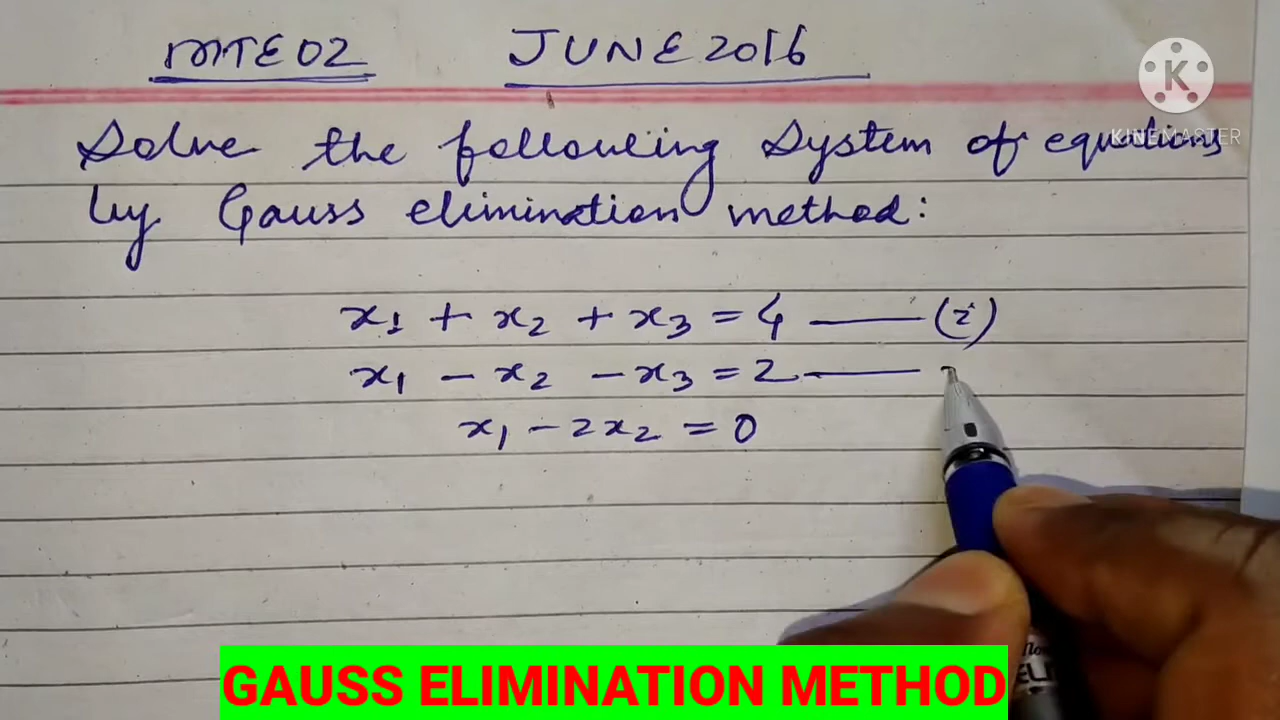 MTE02 JUNE 2016
K
KINEMASTER
Solve the following System of equations
by Gauss elimination method:
x₁ + x₂ + x₃ = 4 —— (i)
x₁ - x₂ - x₃ = 2 ——
x₁ - 2x₂ = 0
GAUSS ELIMINATION METHOD